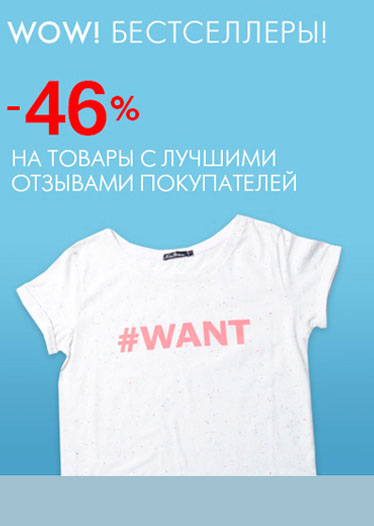 WOW! БЕСТСЕЛЛЕРЫ!
-46%
НА ТОВАРЫ С ЛУЧШИМИ
ОТЗЫВАМИ ПОКУПАТЕЛЕЙ
#WANT